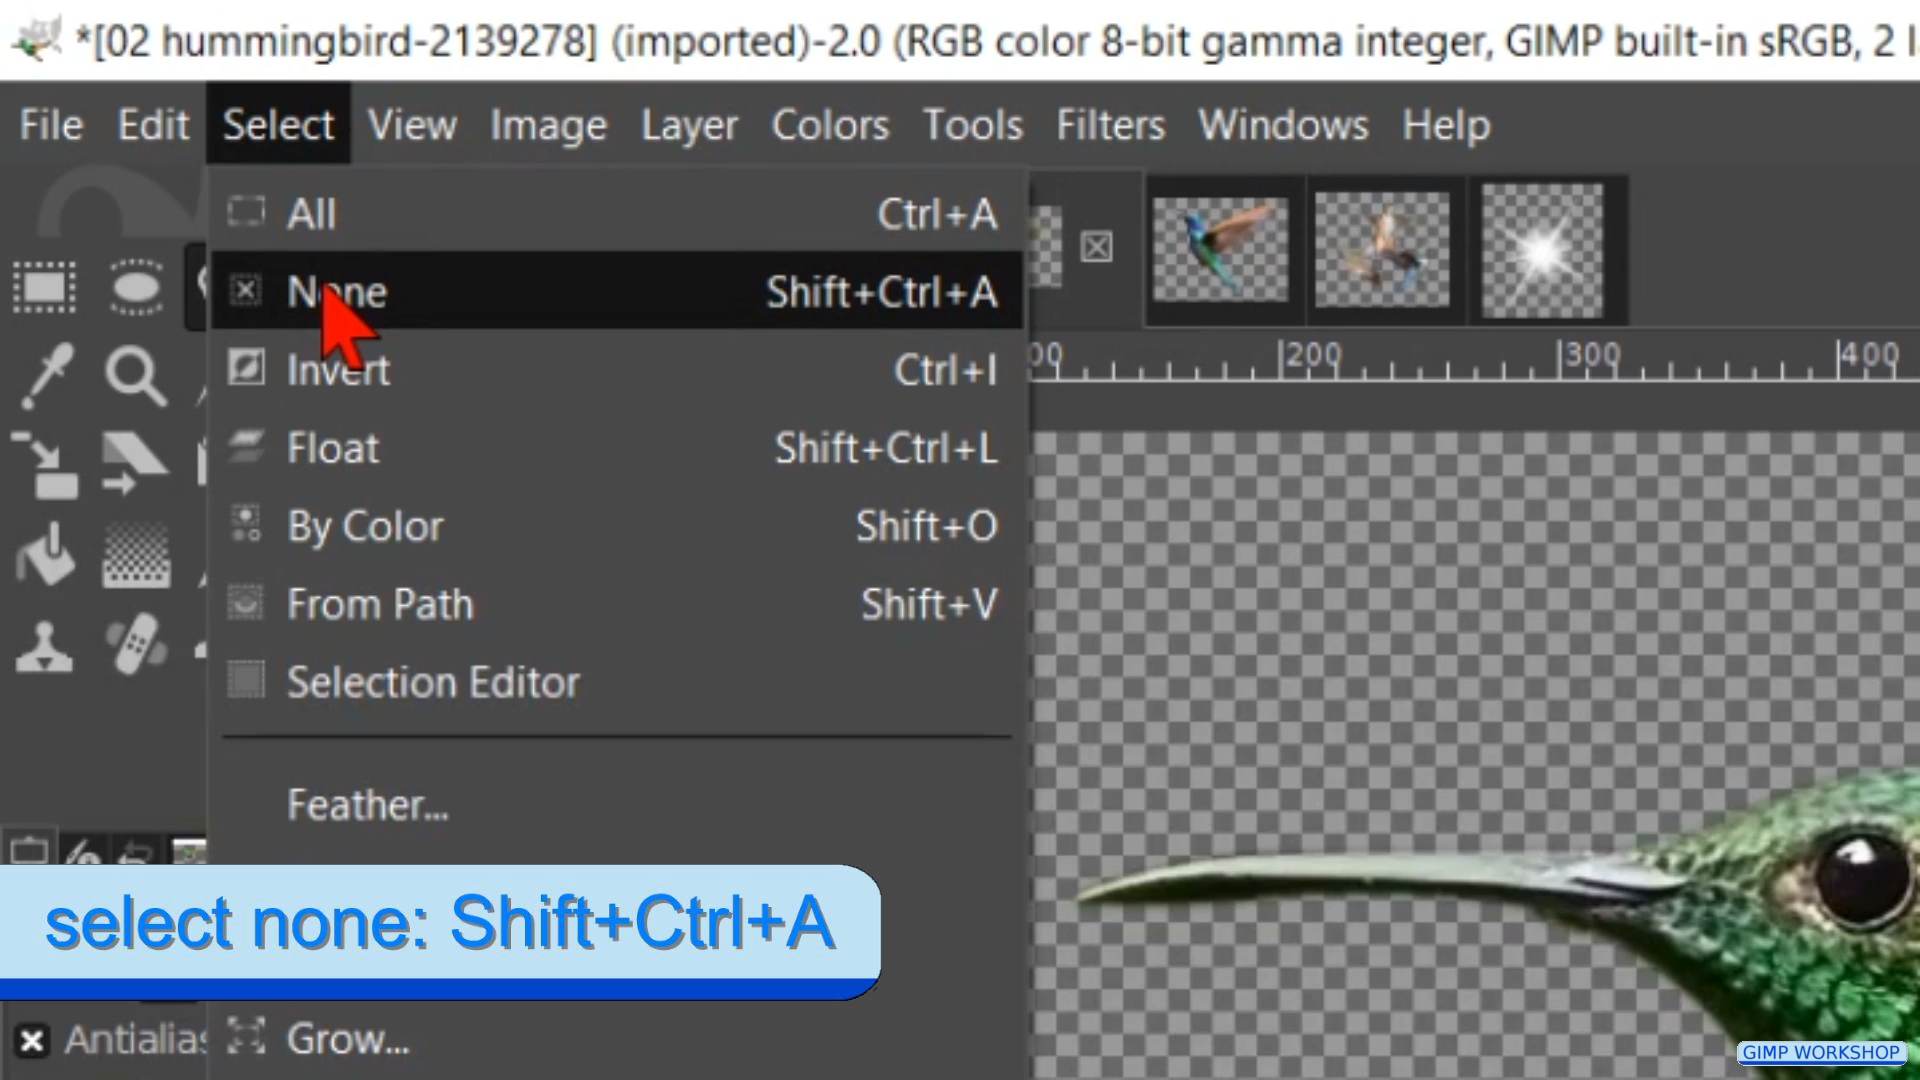 *[02 hummingbird-2139278] (imported)-2.0 (RGB color 8-bit gamma integer, GIMP built-in sRGB, 2
File Edit Select View Image Layer Colors Tools Filters Windows Help
All Ctrl+A
None Shift+Ctrl+A
Invert Ctrl+I
00 200 300 400
Float Shift+Ctrl+L
By Color Shift+O
From Path Shift+V
Selection Editor
Feather...
select none: Shift+Ctrl+A
Antialias
Grow...
GIMP WORKSHOP